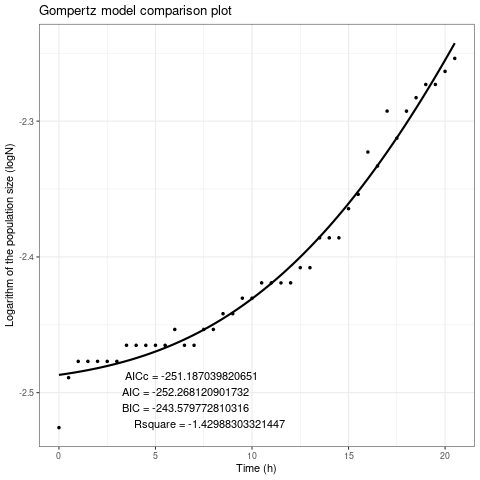 Gompertz model comparison plot
Logarithm of the population size (logN)
-2.3
-2.4
-2.5
AICc = -251.187039820651
AIC = -252.268120901732
BIC = -243.579772810316
Rsquare = -1.42988303321447
0 5 10 15 20
Time (h)